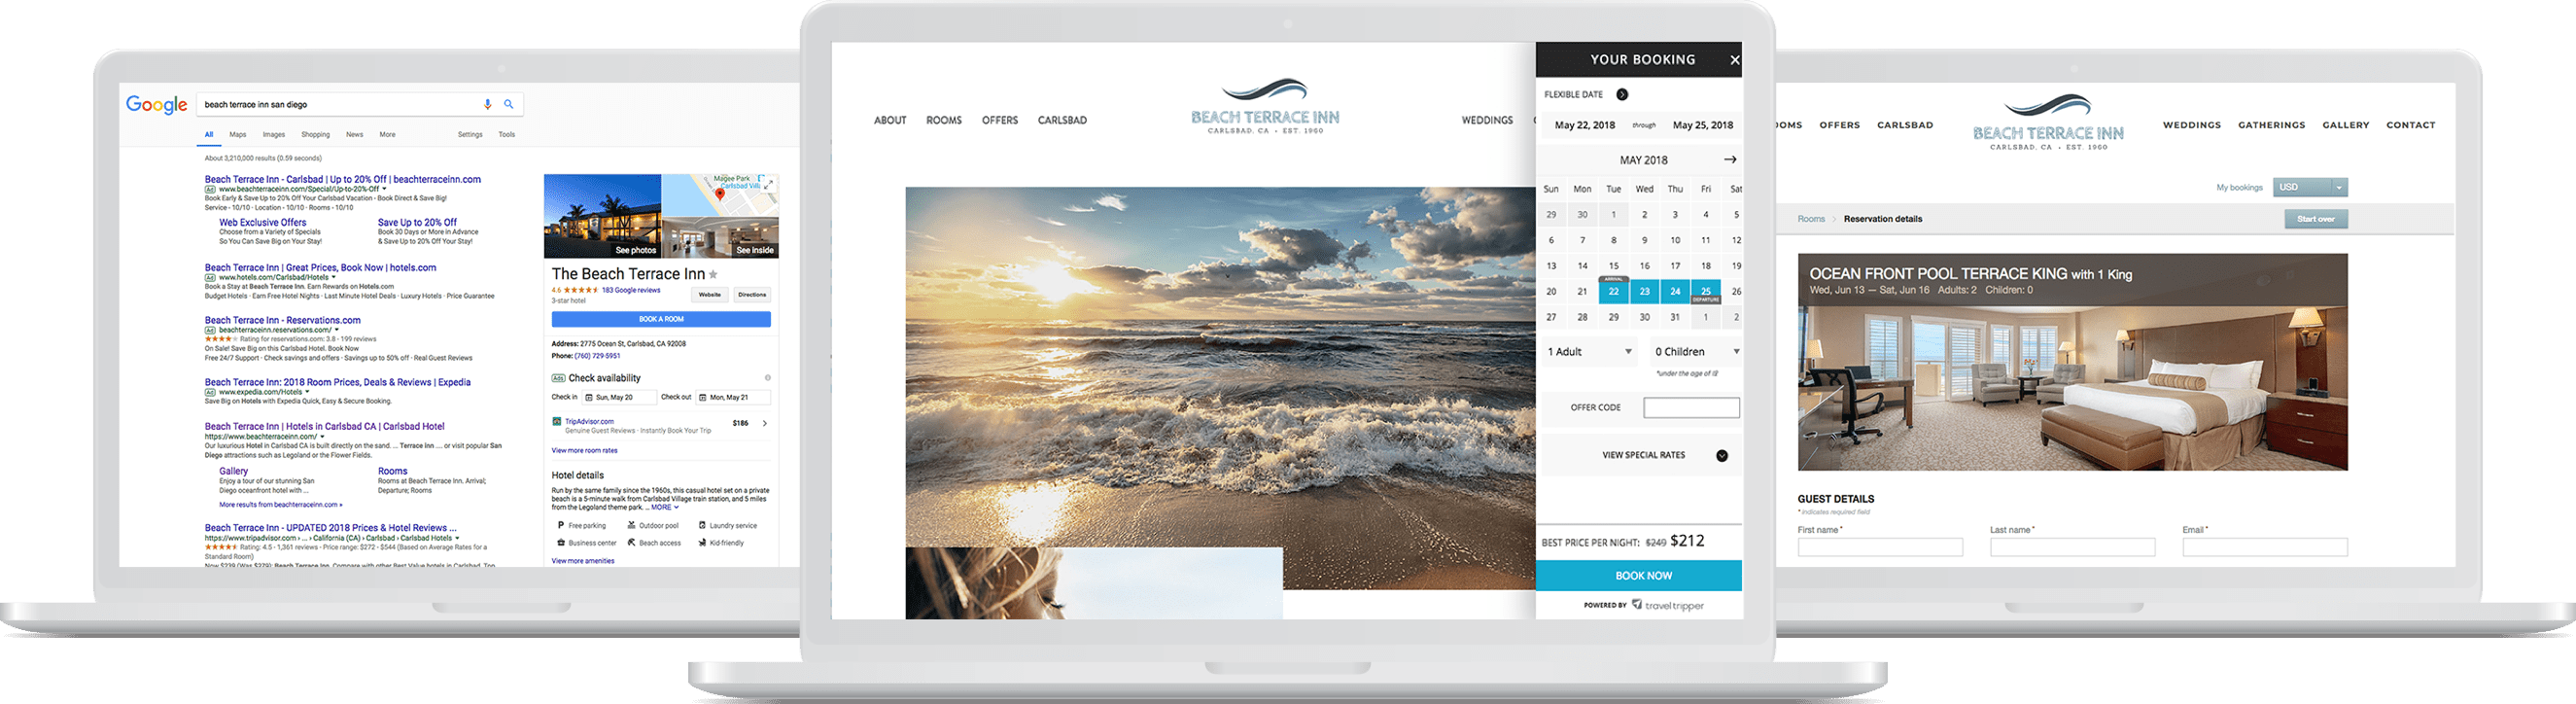 Google
beach terrace inn san diego
All Maps Images Shopping News More Settings Tools
About 3,210,000 results (0.59 seconds)
Beach Terrace Inn - Carlsbad | Up to 20% Off | beachterraceinn.com
Ad www.beachterraceinn.com/Special/Up-to-20%-Off
Book Early & Save Up to 20% Off Your Carlsbad Vacation - Book Direct & Save Big!
Service - 10/10 · Location - 10/10 · Rooms - 10/10
Web Exclusive Offers
Choose from a Variety of Specials
So You Can Save Big on Your Stay!
Save Up to 20% Off
Book 30 Days or More in Advance
& Save Up to 20% Off Your Stay!
Beach Terrace Inn | Great Prices, Book Now | hotels.com
Ad www.hotels.com/Carlsbad/Hotels
Book a Stay at Beach Terrace Inn. Earn Rewards on Hotels.com
Budget Hotels · Earn Free Hotel Nights · Last Minute Hotel Deals · Luxury Hotels · Price Guarantee
Beach Terrace Inn - Reservations.com
Ad beachterraceinn.reservations.com/
Rating for reservations.com: 3.8 - 199 reviews
On Sale! Save Big on this Carlsbad Hotel. Book Now
Free 24/7 Support · Check savings and offers · Savings up to 50% off · Real Guest Reviews
Beach Terrace Inn: 2018 Room Prices, Deals & Reviews | Expedia
Ad www.expedia.com/Hotels
Save Big on Hotels with Expedia Quick, Easy & Secure Booking.
Beach Terrace Inn | Hotels in Carlsbad CA | Carlsbad Hotel
https://www.beachterraceinn.com/
Our luxurious Hotel in Carlsbad CA is built directly on the sand. ... Terrace inn .... or visit popular San
Diego attractions such as Legoland or the Flower Fields.
Gallery
Enjoy a tour of our stunning San
Diego oceanfront hotel with ...
Rooms
Rooms at Beach Terrace Inn. Arrival;
Departure; Rooms
More results from beachterraceinn.com »
Beach Terrace Inn - UPDATED 2018 Prices & Hotel Reviews ...
https://www.tripadvisor.com › ... › California (CA) › Carlsbad › Carlsbad Hotels
Rating: 4.5 - 1,361 reviews - Price range: $272 - $544 (Based on Average Rates for a
Standard Room)
Now $239 (Was $279): Beach Terrace Inn. Compare with other Best Value hotels in Carlsbad. Top
Magee Park
Carlsbad Villa
See photos
See inside
The Beach Terrace Inn
4.6 183 Google reviews
3-star hotel
Website Directions
BOOK A ROOM
Address: 2775 Ocean St, Carlsbad, CA 92008
Phone: (760) 729-5951
Ads Check availability
Check in Sun, May 20 Check out Mon, May 21
TripAdvisor.com $186
Genuine Guest Reviews · Instantly Book Your Trip
View more room rates
Hotel details
Run by the same family since the 1960s, this casual hotel set on a private
beach is a 5-minute walk from Carlsbad Village train station, and 5 miles
from the Legoland theme park. ... MORE
Free parking Outdoor pool Laundry service
Business center Beach access Kid-friendly
View more amenities
ABOUT ROOMS OFFERS CARLSBAD
BEACH TERRACE INN
CARLSBAD, CA • EST. 1960
WEDDINGS
YOUR BOOKING
FLEXIBLE DATE
May 22, 2018 through May 25, 2018
MAY 2018
Sun Mon Tue Wed Thu Fri Sat
29 30 1 2 3 4 5
6 7 8 9 10 11 12
13 14 15 16 17 18 19
ARRIVAL
20 21 22 23 24 25 26
DEPARTURE
27 28 29 30 31 1 2
1 Adult 0 Children
*under the age of 18
OFFER CODE
VIEW SPECIAL RATES
BEST PRICE PER NIGHT: $249 $212
BOOK NOW
POWERED BY travel tripper
OOMS OFFERS CARLSBAD
BEACH TERRACE INN
CARLSBAD, CA • EST. 1960
WEDDINGS GATHERINGS GALLERY CONTACT
My bookings USD
Rooms > Reservation details
Start over
OCEAN FRONT POOL TERRACE KING with 1 King
Wed, Jun 13 — Sat, Jun 16 Adults: 2 Children: 0
GUEST DETAILS
* Indicates required field
First name * Last name * Email *